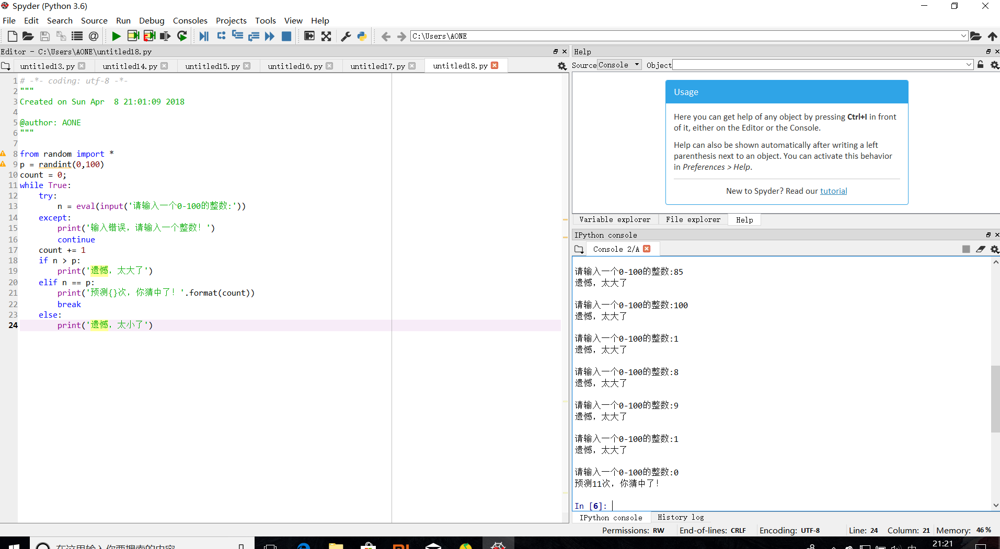 Spyder (Python 3.6)
File Edit Search Source Run Debug Consoles Projects Tools View Help
C:\Users\AONE
Editor - C:\Users\AONE\untitled18.py
untitled13.py untitled14.py untitled15.py untitled16.py untitled17.py untitled18.py
1 # -*- coding: utf-8 -*-
2 """
3 Created on Sun Apr  8 21:01:09 2018
4
5 @author: AONE
6 """
7
8 from random import *
9 p = randint(0,100)
10 count = 0;
11 while True:
12     try:
13         n = eval(input('请输入一个0-100的整数:'))
14     except:
15         print('输入错误，请输入一个整数！')
16         continue
17     count += 1
18     if n > p:
19         print('遗憾，太大了')
20     elif n == p:
21         print('预测{}次，你猜中了！'.format(count))
22         break
23     else:
24         print('遗憾，太小了')
Help
Source Console Object
Usage
Here you can get help of any object by pressing Ctrl+I in front
of it, either on the Editor or the Console.
Help can also be shown automatically after writing a left
parenthesis next to an object. You can activate this behavior
in Preferences > Help.
New to Spyder? Read our tutorial
Variable explorer File explorer Help
IPython console
Console 2/A
请输入一个0-100的整数:85
遗憾，太大了
请输入一个0-100的整数:100
遗憾，太大了
请输入一个0-100的整数:1
遗憾，太大了
请输入一个0-100的整数:8
遗憾，太大了
请输入一个0-100的整数:9
遗憾，太大了
请输入一个0-100的整数:1
遗憾，太大了
请输入一个0-100的整数:0
预测11次，你猜中了！
In [6]:
IPython console History log
Permissions: RW End-of-lines: CRLF Encoding: UTF-8 Line: 24 Column: 21 Memory: 46 %
在这里输入你要搜索的内容
21:21